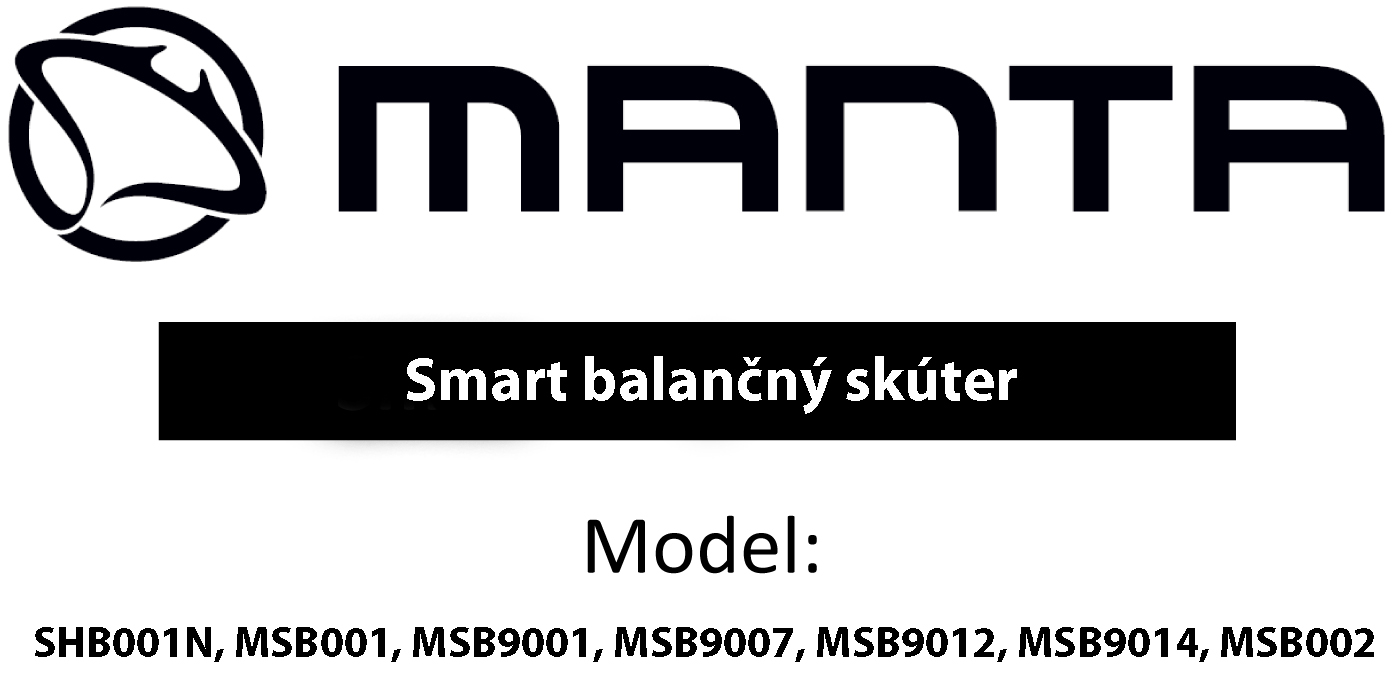 MANTA
Smart balančný skúter
Model:
SHB001N, MSB001, MSB9001, MSB9007, MSB9012, MSB9014, MSB002